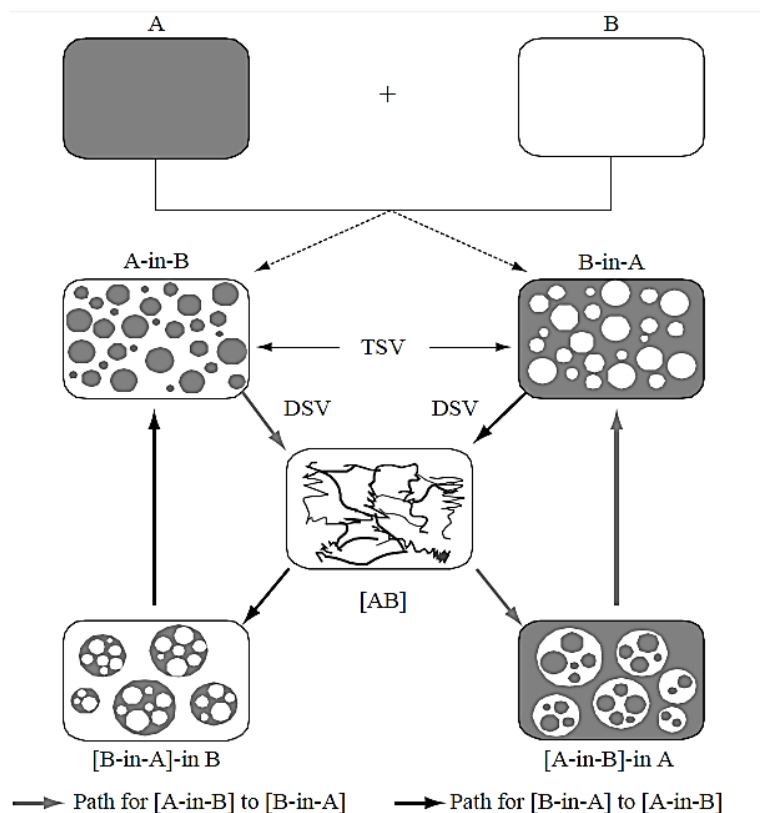 A
B
+
A-in-B
B-in-A
TSV
DSV
DSV
[AB]
[B-in-A]-in B
[A-in-B]-in A
Path for [A-in-B] to [B-in-A]
Path for [B-in-A] to [A-in-B]